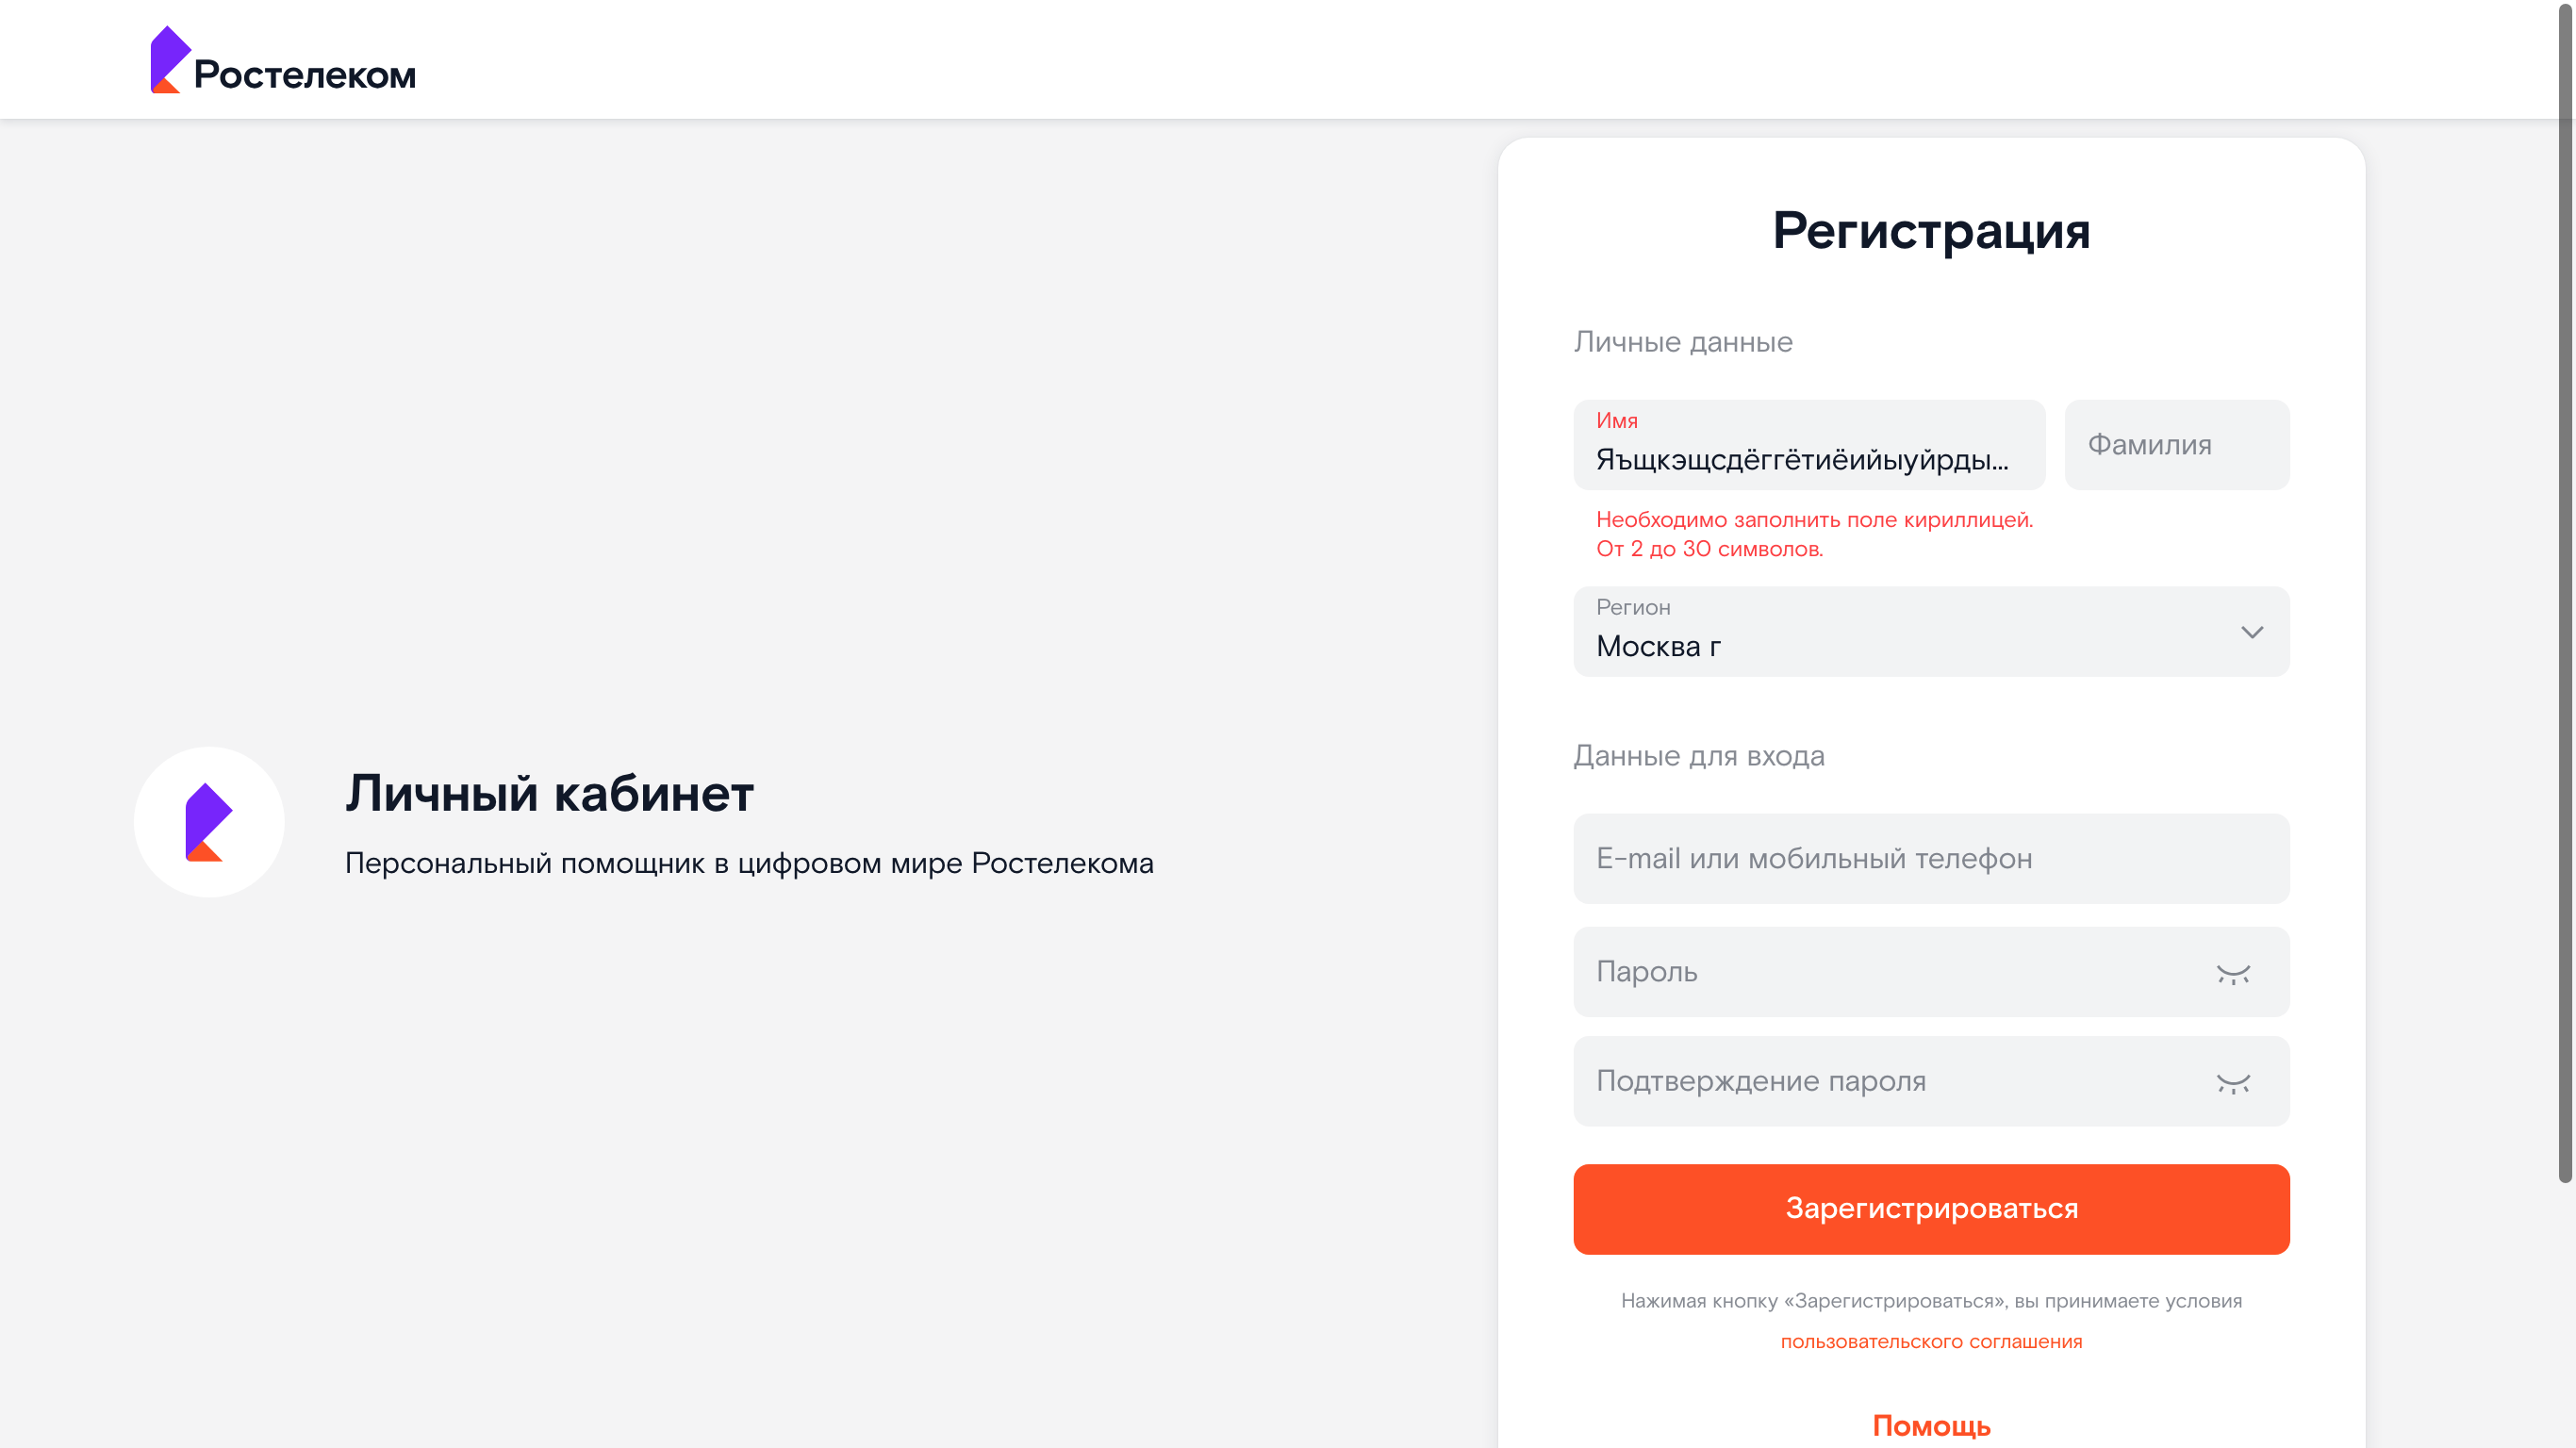 Ростелеком
Регистрация
Личные данные
Имя
Яъщкэщсдёггётиёийыуйрды...
Фамилия
Необходимо заполнить поле кириллицей.
От 2 до 30 символов.
Регион
Москва г
Данные для входа
E-mail или мобильный телефон
Пароль
Подтверждение пароля
Зарегистрироваться
Нажимая кнопку «Зарегистрироваться», вы принимаете условия
пользовательского соглашения
Помощь
Личный кабинет
Персональный помощник в цифровом мире Ростелекома